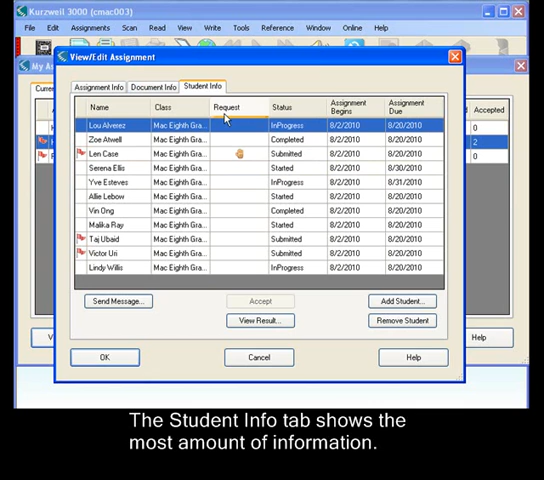 Kurzweil 3000 (cmac003)
File Edit Assignments Scan Read View Write Tools Reference Window Online Help
View/Edit Assignment
Assignment Info Document Info Student Info
Name Class Request Status Assignment Begins Assignment Due
Lou Alverez Mac Eighth Gra... InProgress 8/2/2010 8/20/2010
Zoe Atwell Mac Eighth Gra... Completed 8/2/2010 8/20/2010
Len Case Mac Eighth Gra... Submitted 8/2/2010 8/20/2010
Serena Ellis Mac Eighth Gra... Started 8/2/2010 8/30/2010
Yve Esteves Mac Eighth Gra... InProgress 8/2/2010 8/31/2010
Allie Lebow Mac Eighth Gra... Started 8/2/2010 8/20/2010
Vin Ong Mac Eighth Gra... Completed 8/2/2010 8/20/2010
Malika Ray Mac Eighth Gra... Started 8/2/2010 8/20/2010
Taj Ubaid Mac Eighth Gra... Submitted 8/2/2010 8/20/2010
Victor Uri Mac Eighth Gra... Submitted 8/2/2010 8/20/2010
Lindy Willis Mac Eighth Gra... InProgress 8/2/2010 8/20/2010
Accepted
0
2
0
Send Message... Accept Add Student...
View Result... Remove Student
Help
OK Cancel Help
The Student Info tab shows the
most amount of information.